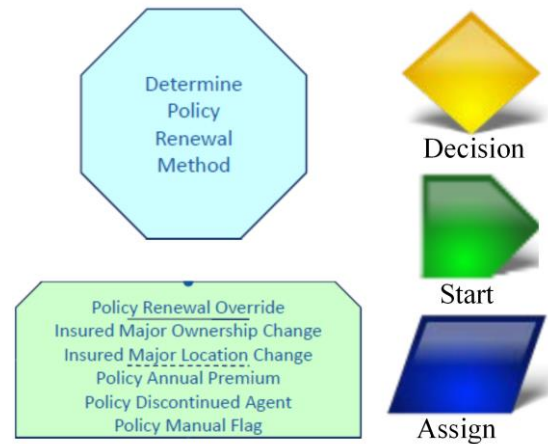 Determine
Policy
Renewal
Method
Decision
Start
Policy Renewal Override
Insured Major Ownership Change
Insured Major Location Change
Policy Annual Premium
Policy Discontinued Agent
Policy Manual Flag
Assign